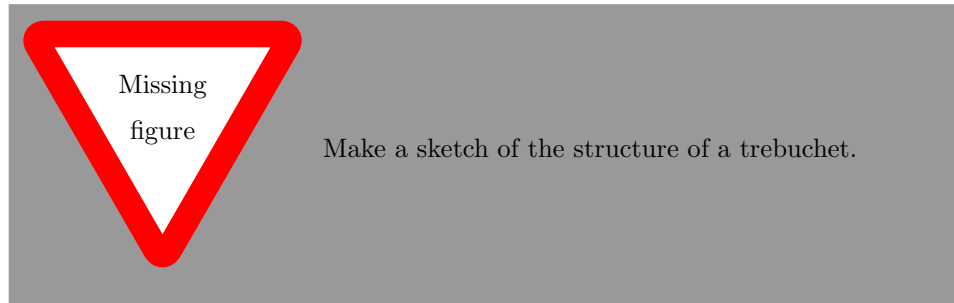 Missing
figure
Make a sketch of the structure of a trebuchet.